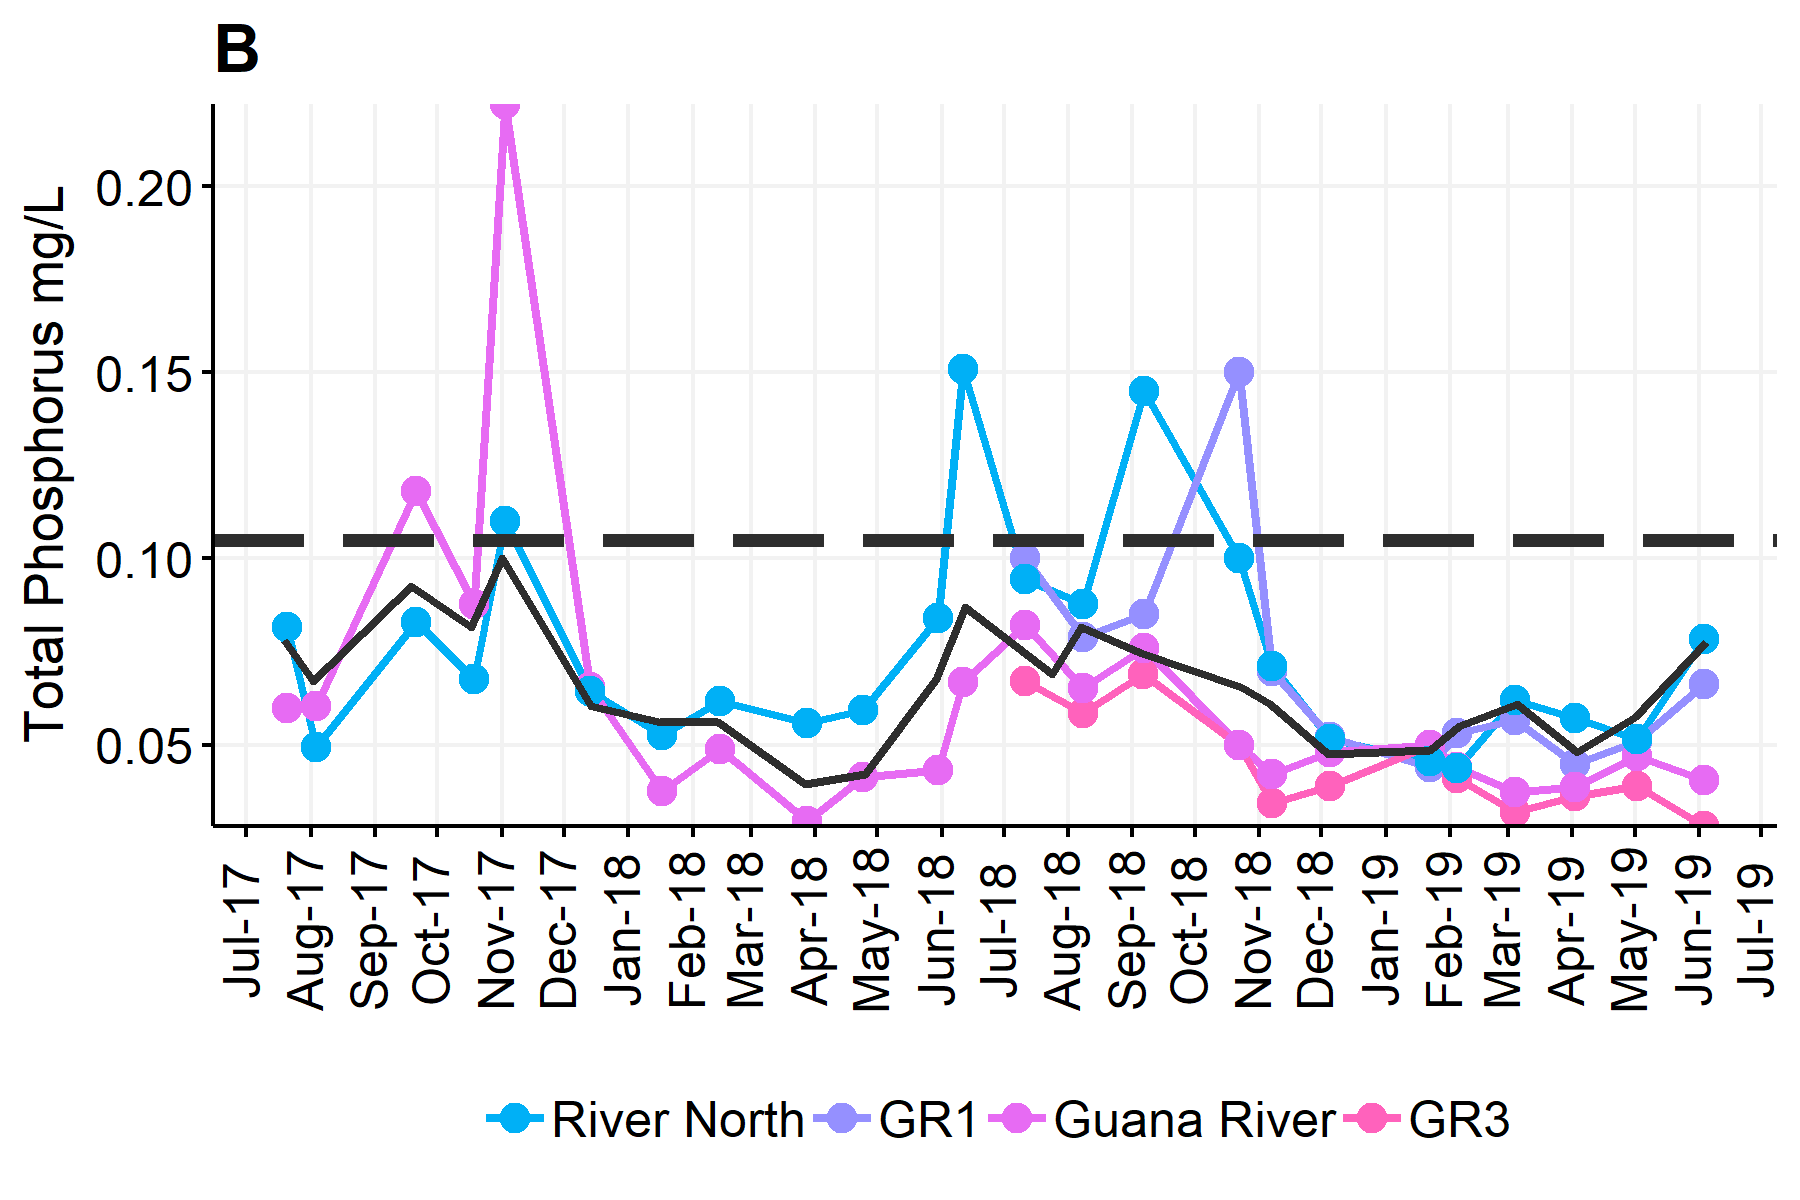 B
Total Phosphorus mg/L
0.20
0.15
0.10
0.05
Jul-17
Aug-17
Sep-17
Oct-17
Nov-17
Dec-17
Jan-18
Feb-18
Mar-18
Apr-18
May-18
Jun-18
Jul-18
Aug-18
Sep-18
Oct-18
Nov-18
Dec-18
Jan-19
Feb-19
Mar-19
Apr-19
May-19
Jun-19
Jul-19
River North GR1 Guana River GR3